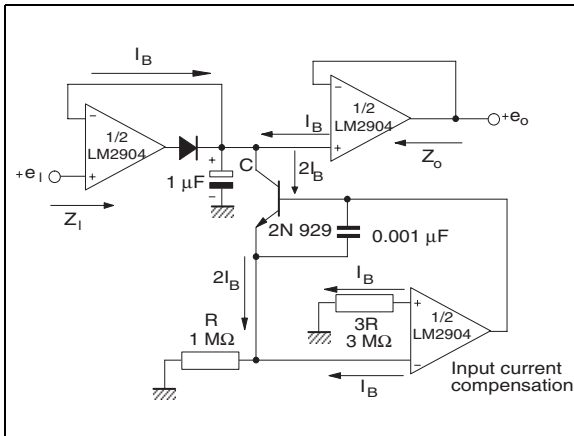 I_B
1/2
LM2904
+e_I
Z_I
+
1 μF
C
I_B
2I_B
1/2
LM2904
+e_o
Z_o
2N 929
0.001 μF
2I_B
R
1 MΩ
I_B
3R
3 MΩ
1/2
LM2904
I_B
Input current
compensation